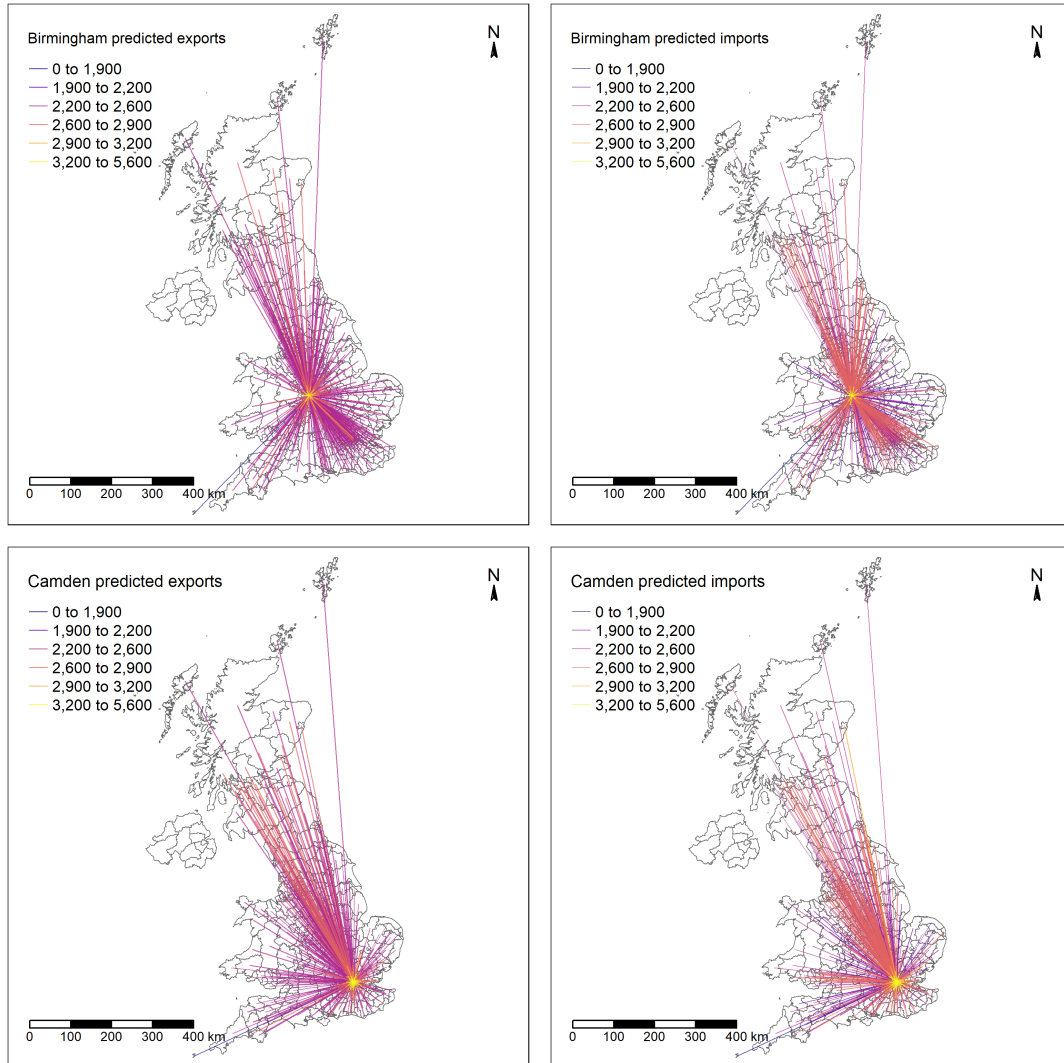 Birmingham predicted exports
N
0 to 1,900
1,900 to 2,200
2,200 to 2,600
2,600 to 2,900
2,900 to 3,200
3,200 to 5,600
0 100 200 300 400 km
Birmingham predicted imports
N
0 to 1,900
1,900 to 2,200
2,200 to 2,600
2,600 to 2,900
2,900 to 3,200
3,200 to 5,600
0 100 200 300 400 km
Camden predicted exports
N
0 to 1,900
1,900 to 2,200
2,200 to 2,600
2,600 to 2,900
2,900 to 3,200
3,200 to 5,600
0 100 200 300 400 km
Camden predicted imports
N
0 to 1,900
1,900 to 2,200
2,200 to 2,600
2,600 to 2,900
2,900 to 3,200
3,200 to 5,600
0 100 200 300 400 km